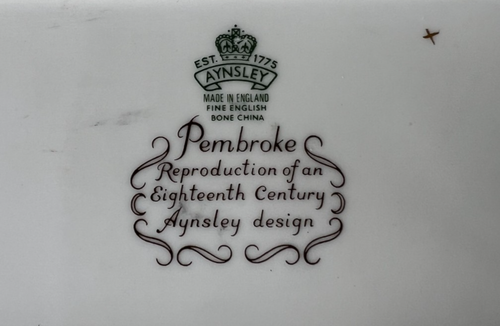 EST. 1775
AYNSLEY
MADE IN ENGLAND
FINE ENGLISH
BONE CHINA
Pembroke
Reproduction of an
Eighteenth Century
Aynsley design